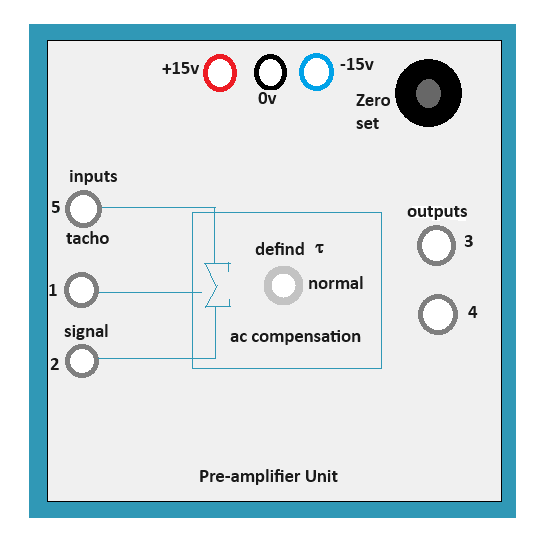 +15v
-15v
0v
Zero
set
inputs
5
tacho
outputs
3
defind τ
1
normal
4
signal
ac compensation
2
Pre-amplifier Unit